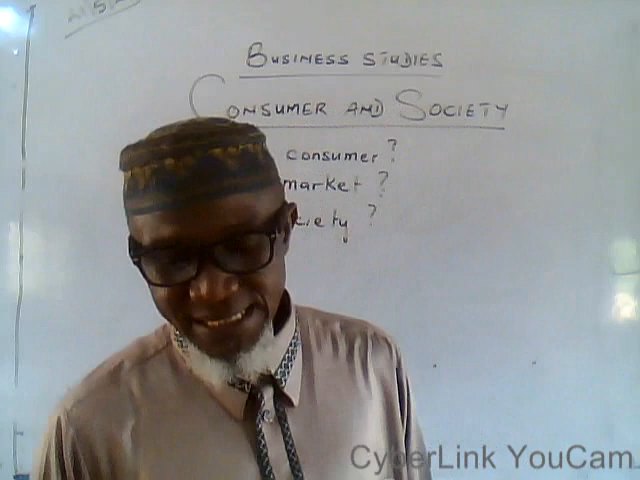 BUSINESS STUDIES
CONSUMER AND SOCIETY
consumer?
market?
ciety?
CyberLink YouCam